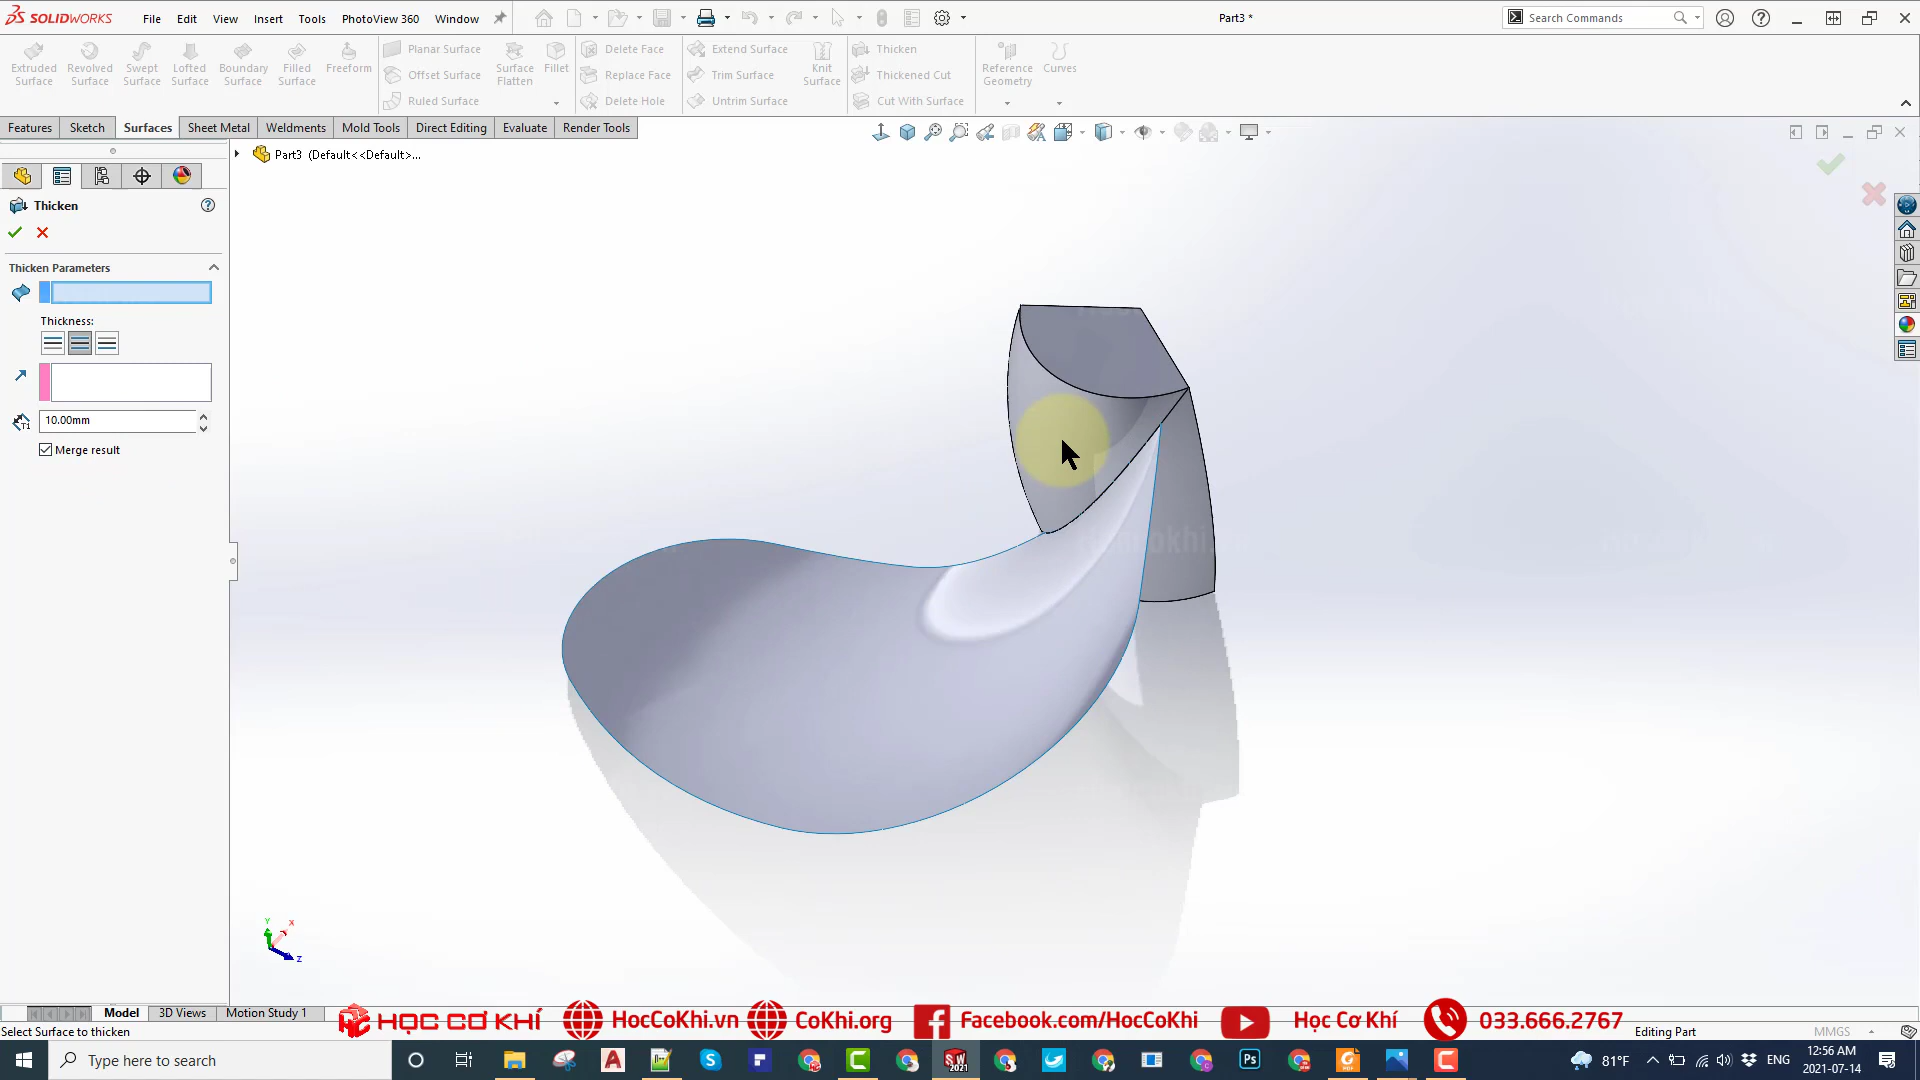 SOLIDWORKS File Edit View Insert Tools PhotoView 360 Window Part3 * Search Commands
Extruded Surface Revolved Surface Swept Surface Lofted Surface Boundary Surface Filled Surface Freeform Planar Surface Offset Surface Ruled Surface Surface Flatten Fillet Delete Face Replace Face Delete Hole Extend Surface Trim Surface Untrim Surface Knit Surface Thicken Thickened Cut Cut With Surface Reference Geometry Curves
Features Sketch Surfaces Sheet Metal Weldments Mold Tools Direct Editing Evaluate Render Tools
Part3 (Default<<Default>...
Thicken
Thicken Parameters
Thickness:
T1 10.00mm
Merge result
Y X Z
Model 3D Views Motion Study 1
HỌC CƠ KHÍ HocCoKhi.vn CoKhi.org Facebook.com/HocCoKhi Học Cơ Khí 033.666.2767
Select Surface to thicken Editing Part MMGS
Type here to search 81°F ENG 12:56 AM
2021-07-14